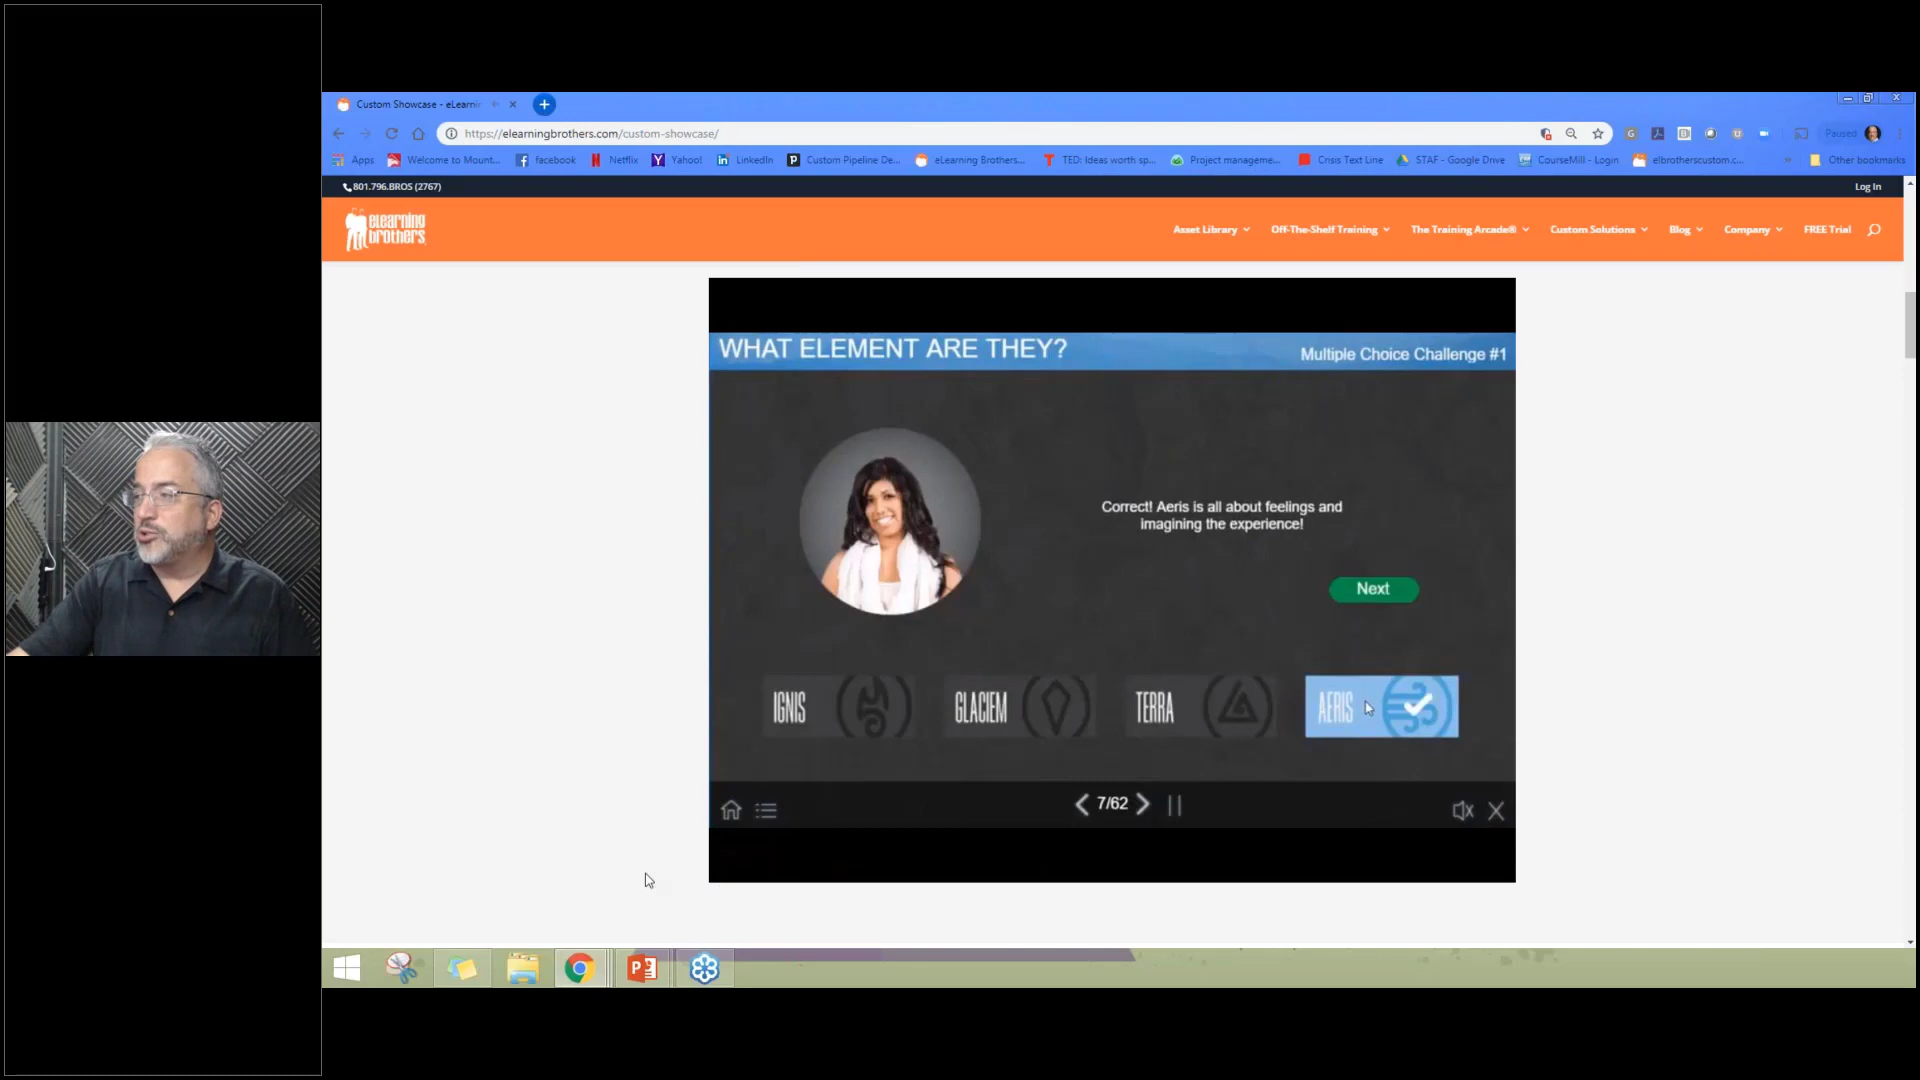 Custom Showcase - eLearni
https://elearningbrothers.com/custom-showcase/
Paused
Apps
Welcome to Mount...
facebook
Netflix
Yahoo!
LinkedIn
Custom Pipeline De...
eLearning Brothers...
TED: Ideas worth sp...
Project manageme...
Crisis Text Line
STAF - Google Drive
CourseMill - Login
elbrotherscustom.c...
Other bookmarks
801.796.BROS (2767)
Log In
eLearning
brothers
Asset Library
Off-The-Shelf Training
The Training Arcade®
Custom Solutions
Blog
Company
FREE Trial
WHAT ELEMENT ARE THEY?
Multiple Choice Challenge #1
Correct! Aeris is all about feelings and
imagining the experience!
Next
IGNIS
GLACIEM
TERRA
AERIS
7/62